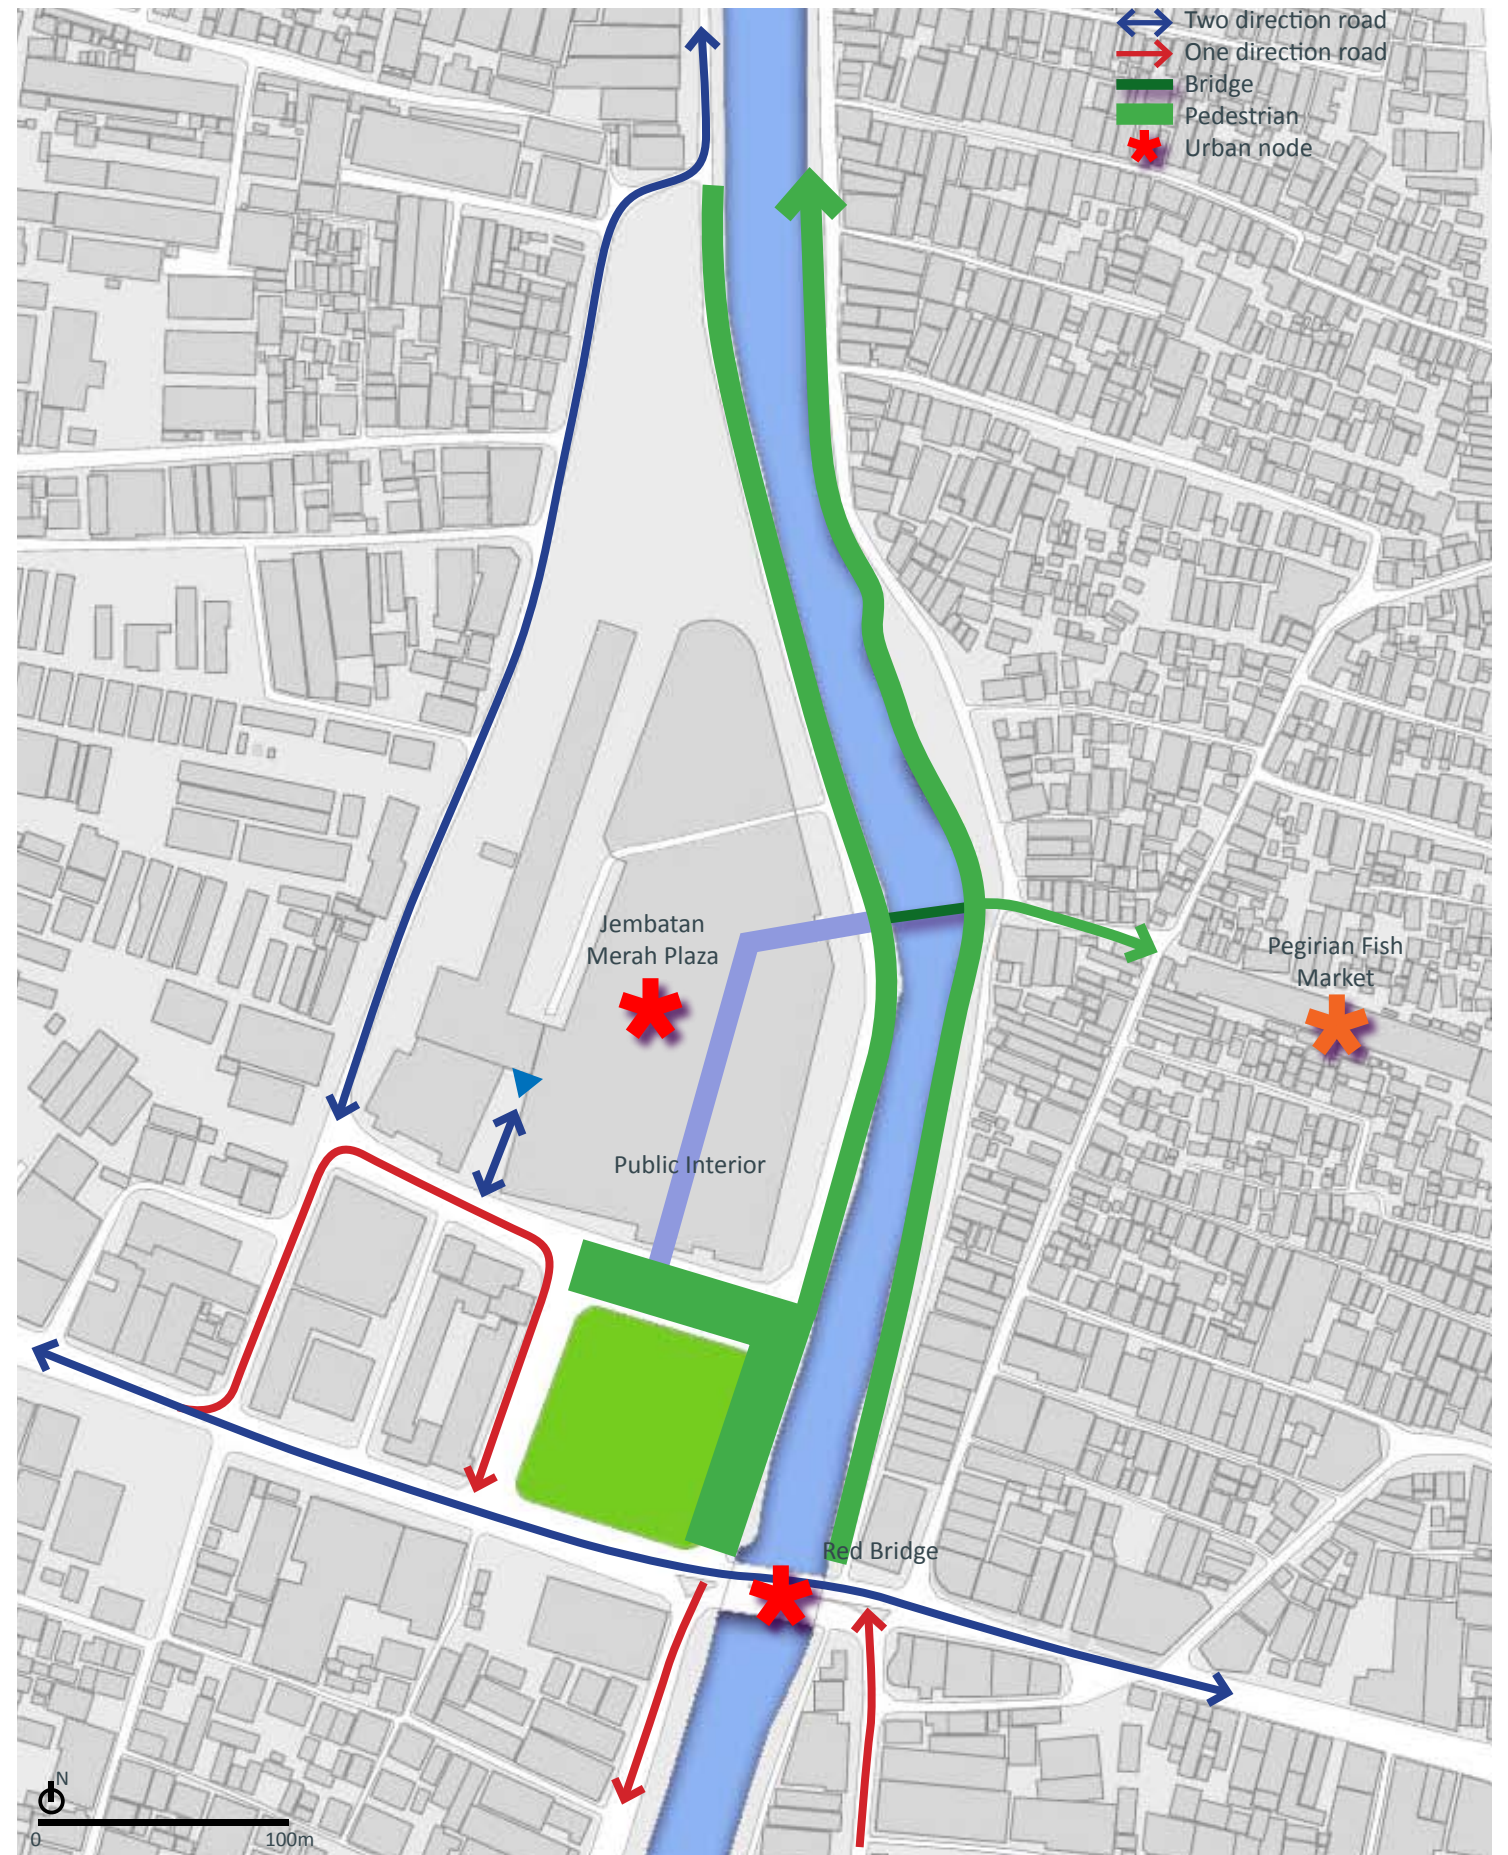 Two direction road
One direction road
Bridge
Pedestrian
Urban node
Jembatan
Merah Plaza
Pegirian Fish
Market
Public Interior
Red Bridge
N
0
100m